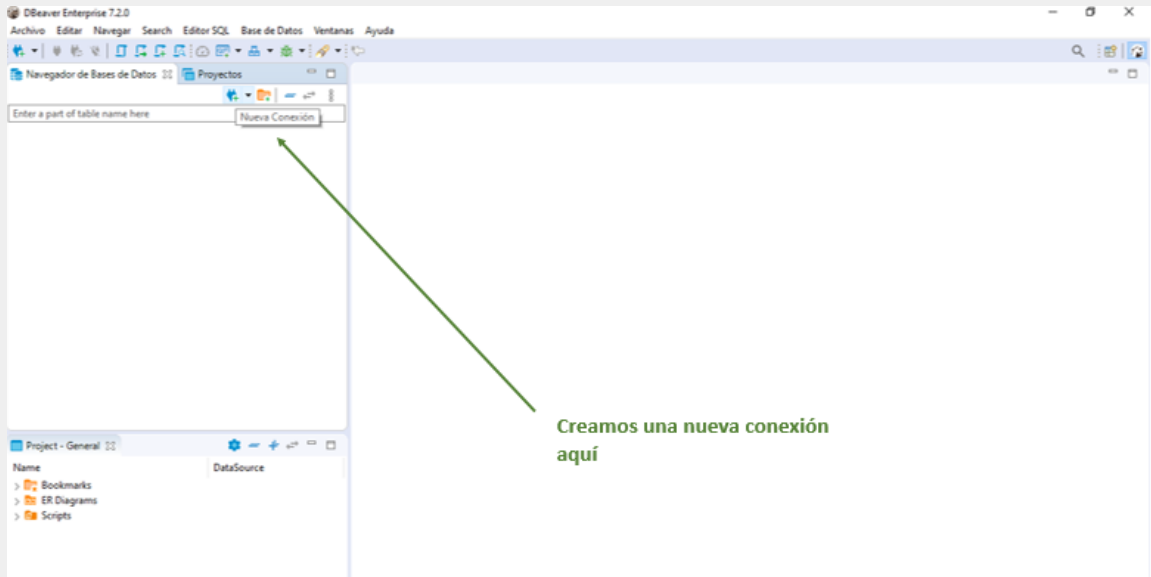 DBeaver Enterprise 7.2.0
Archivo Editar Navegar Search Editor SQL Base de Datos Ventanas Ayuda
Navegador de Bases de Datos Proyectos
Enter a part of table name here
Nueva Conexión
Creamos una nueva conexión
aquí
Project - General
Name DataSource
Bookmarks
ER Diagrams
Scripts